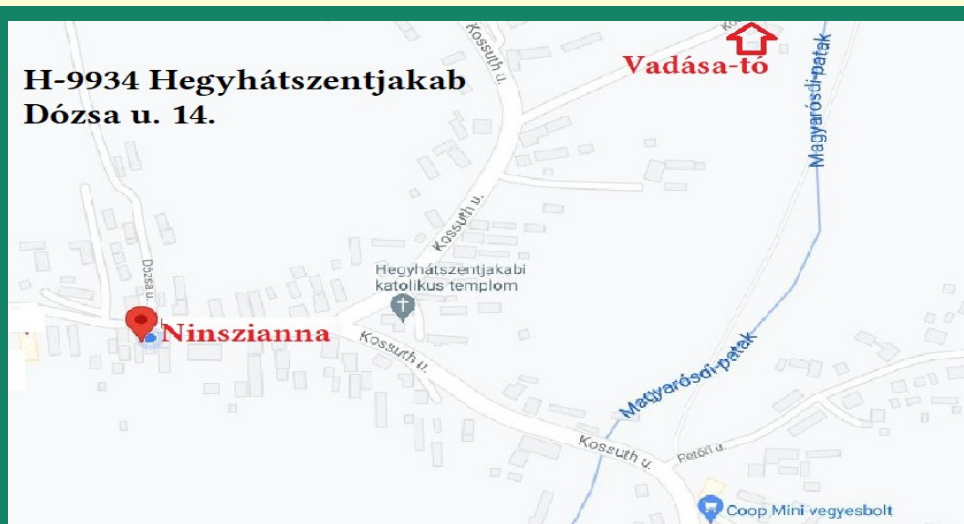 Kossuth u.
Ko
Vadása-tó
H-9934 Hegyhátszentjakab
Dózsa u. 14.
Magyarósdi-patak
Kossuth u.
Hegyhátszentjakabi
katolikus templom
Dózsa u.
Ninszianna
Kossuth u.
Magyarósdi-patak
Kossuth u.
Petőfi u.
Coop Mini vegyesbolt